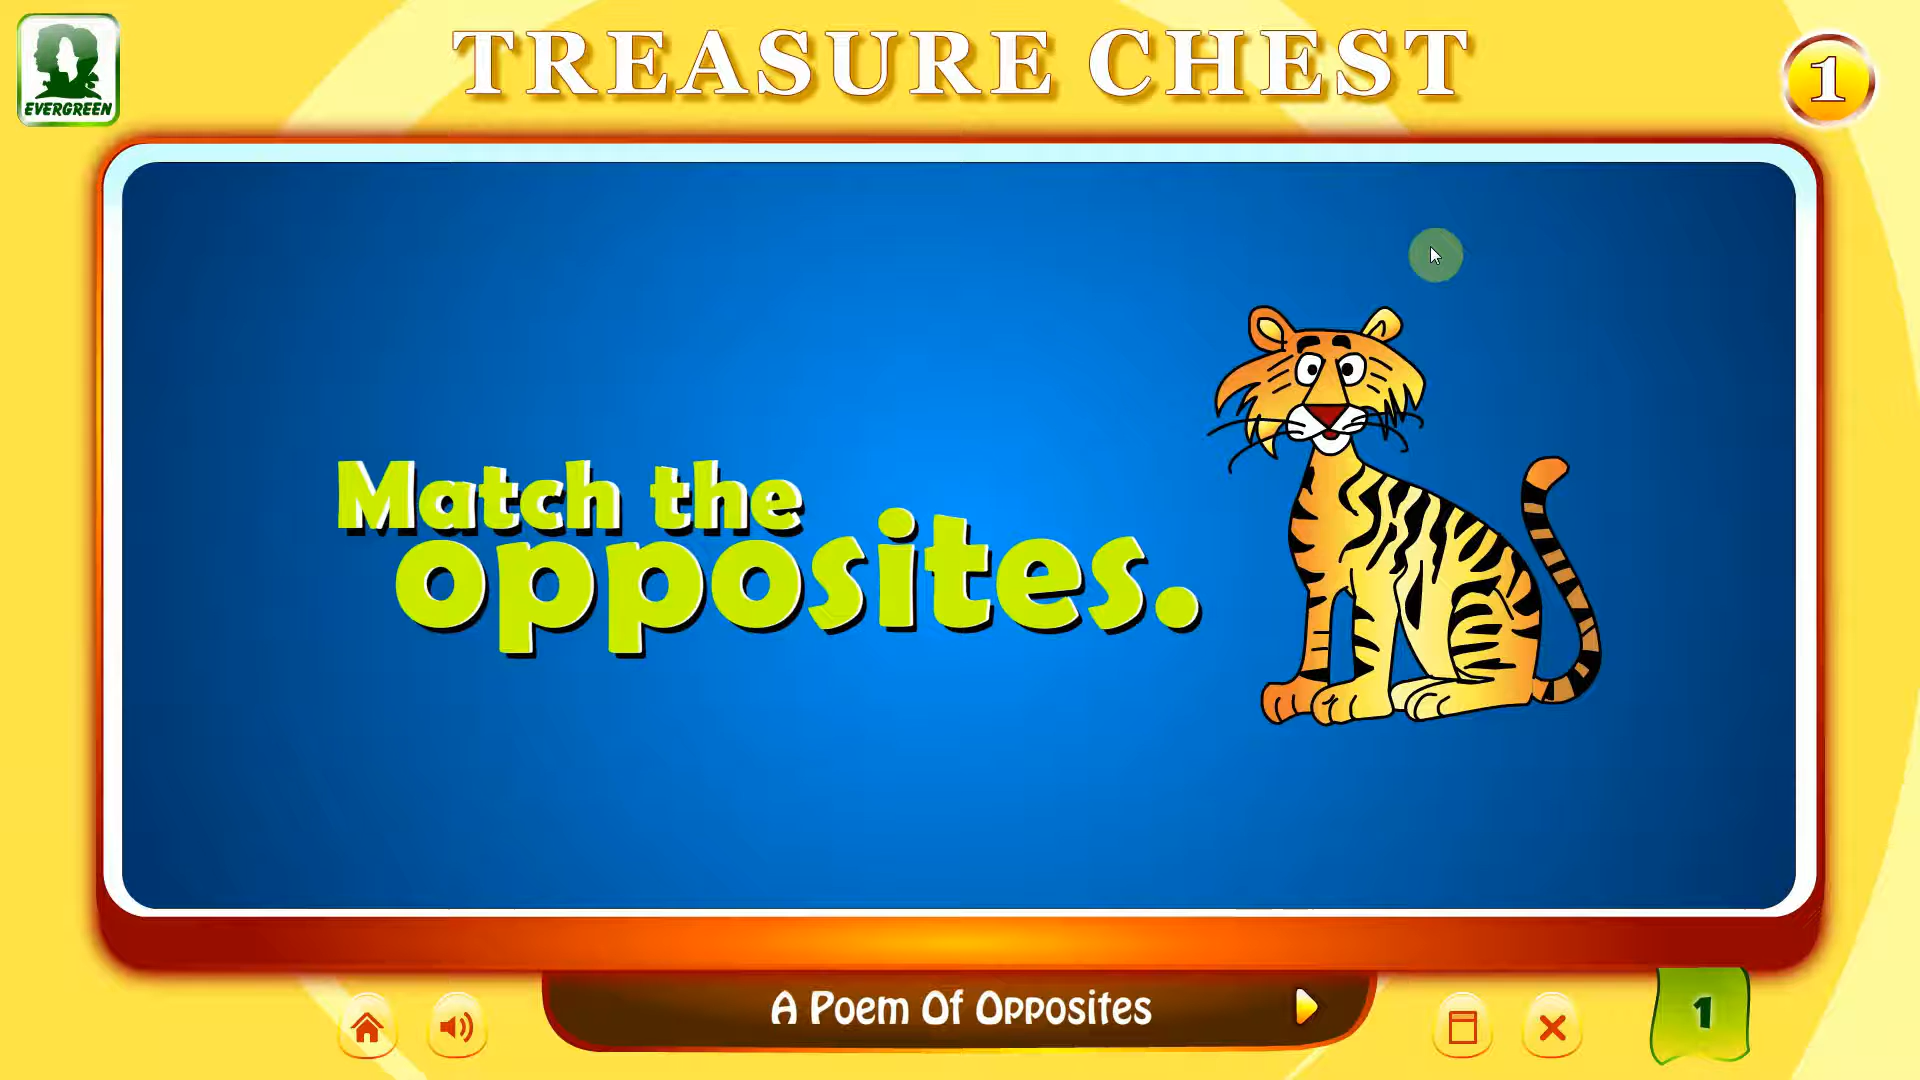 EVERGREEN
TREASURE CHEST
1
Match the
opposites.
A Poem Of Opposites
1